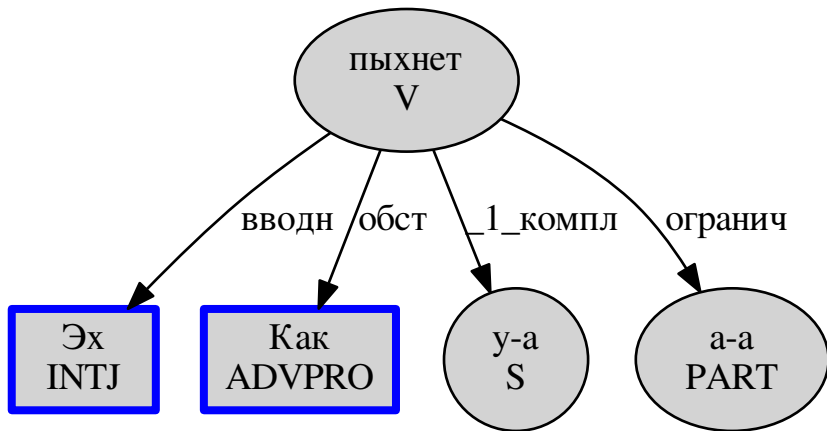 пыхнет
V
вводн
обст
_1_компл
огранич
Эх
INTJ
Как
ADVPRO
у-а
S
а-а
PART